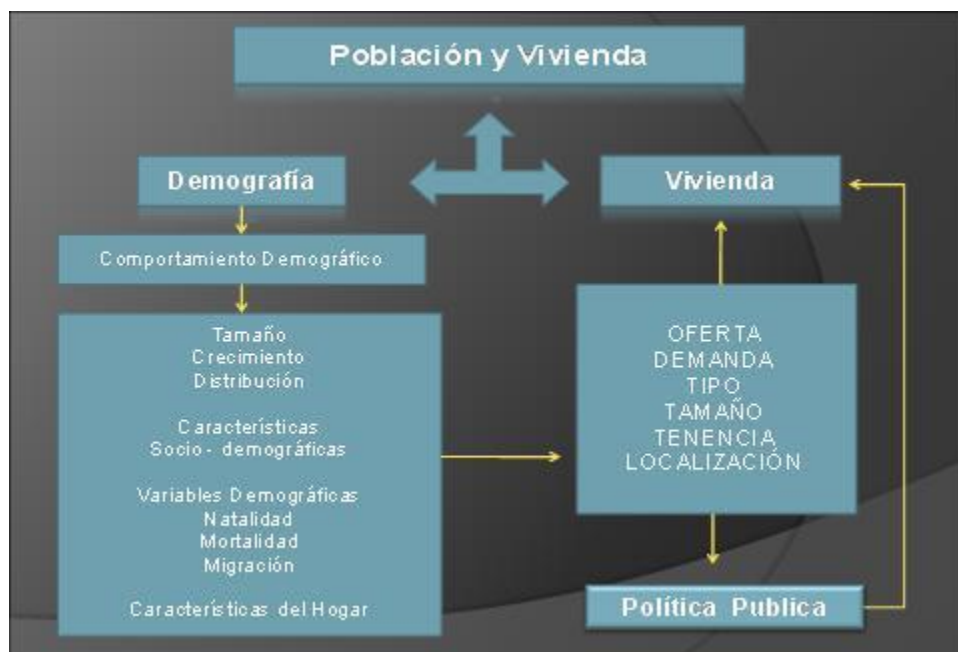 Población y Vivienda
Demografía
Comportamiento Demográfico
Tamaño
Crecimiento
Distribución
Características
Socio- demográficas
Variables Demográficas
Natalidad
Mortalidad
Migración
Características del Hogar
Vivienda
OFERTA
DEMANDA
TIPO
TAMAÑO
TENENCIA
LOCALIZACIÓN
Política Publica